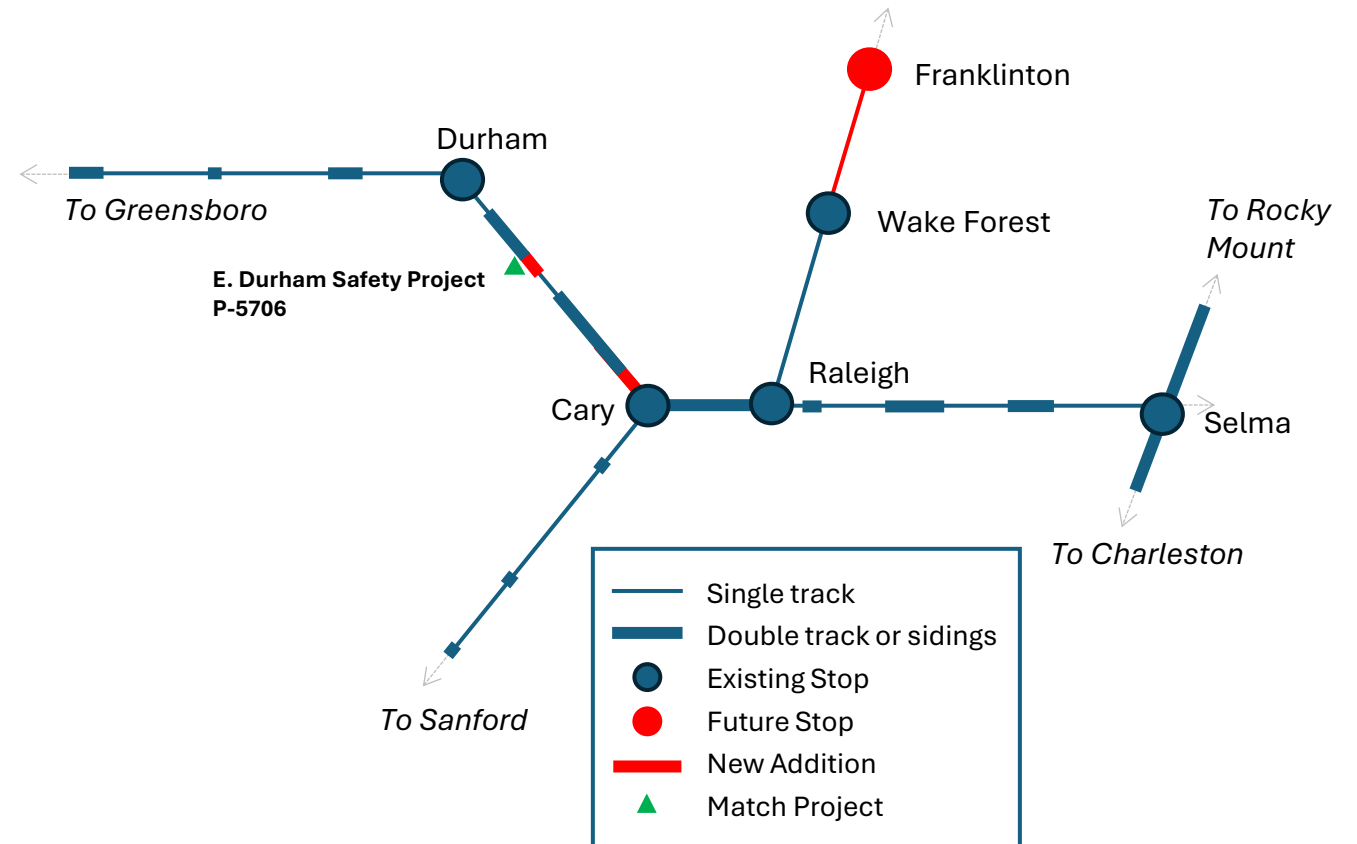 Franklinton
Durham
To Greensboro
Wake Forest
To Rocky
Mount
E. Durham Safety Project
P-5706
Raleigh
Cary
Selma
To Charleston
To Sanford
Single track
Double track or sidings
Existing Stop
Future Stop
New Addition
Match Project